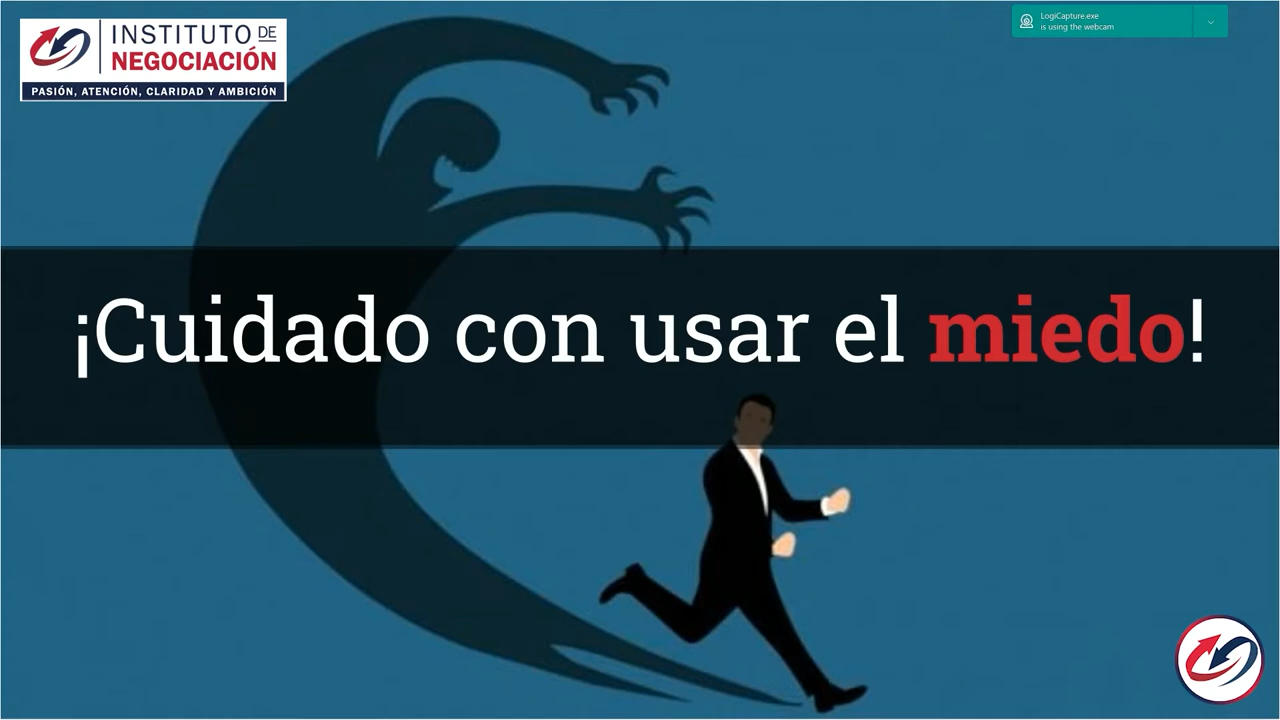 INSTITUTO DE
NEGOCIACIÓN
PASIÓN, ATENCIÓN, CLARIDAD Y AMBICIÓN
LogiCapture.exe
is using the webcam
¡Cuidado con usar el miedo!